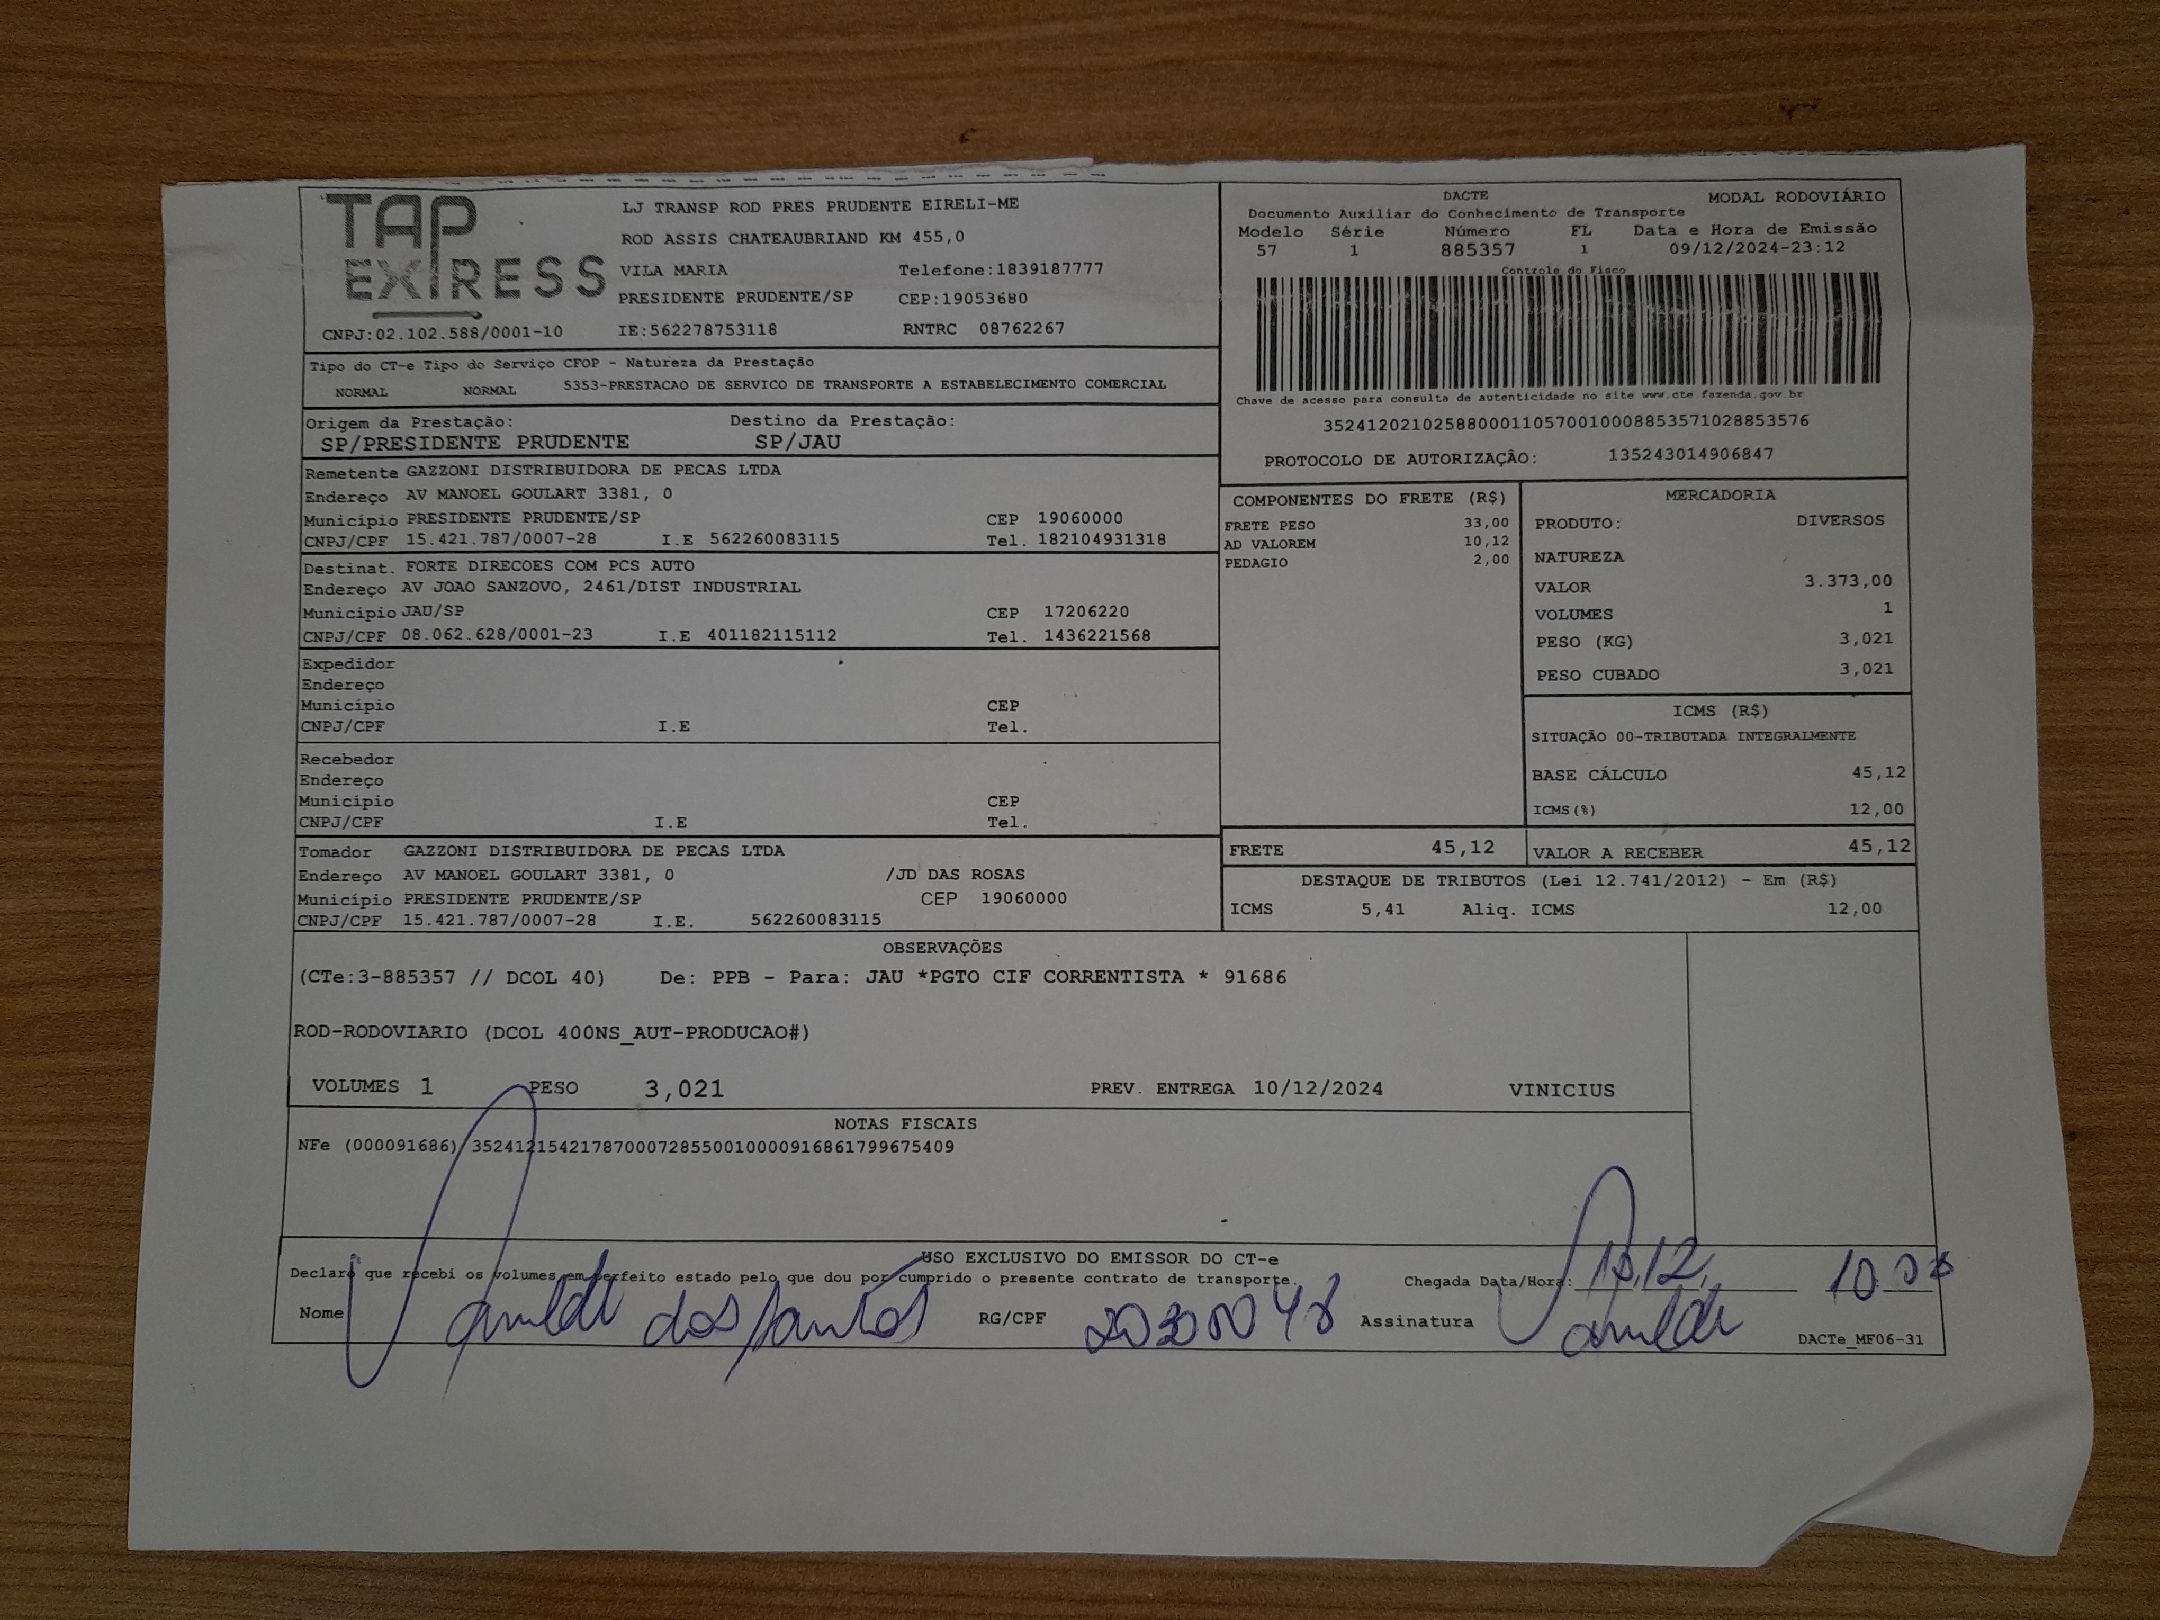 TAP EXPRESS
LJ TRANSP ROD PRES PRUDENTE EIRELI-ME
ROD ASSIS CHATEAUBRIAND KM 455,0
VILA MARIA Telefone:1839187777
PRESIDENTE PRUDENTE/SP CEP:19053680
CNPJ:02.102.588/0001-10 IE:562278753118 RNTRC 08762267
DACTE MODAL RODOVIÁRIO
Documento Auxiliar do Conhecimento de Transporte
Modelo Série Número FL Data e Hora de Emissão
57 1 885357 1 09/12/2024-23:12
Controle do Fisco
Chave de acesso para consulta de autenticidade no site www.cte.fazenda.gov.br
35241202102588000110570010008853571028853576
PROTOCOLO DE AUTORIZAÇÃO: 135243014906847
Tipo do CT-e Tipo do Serviço CFOP - Natureza da Prestação
NORMAL NORMAL 5353-PRESTACAO DE SERVICO DE TRANSPORTE A ESTABELECIMENTO COMERCIAL
Origem da Prestação: Destino da Prestação:
SP/PRESIDENTE PRUDENTE SP/JAU
Remetente GAZZONI DISTRIBUIDORA DE PECAS LTDA
Endereço AV MANOEL GOULART 3381, 0
Município PRESIDENTE PRUDENTE/SP CEP 19060000
CNPJ/CPF 15.421.787/0007-28 I.E 562260083115 Tel. 182104931318
Destinat. FORTE DIRECOES COM PCS AUTO
Endereço AV JOAO SANZOVO, 2461/DIST INDUSTRIAL
Município JAU/SP CEP 17206220
CNPJ/CPF 08.062.628/0001-23 I.E 401182115112 Tel. 1436221568
Expedidor
Endereço
Município CEP
CNPJ/CPF I.E Tel.
Recebedor
Endereço
Município CEP
CNPJ/CPF I.E Tel.
Tomador GAZZONI DISTRIBUIDORA DE PECAS LTDA
Endereço AV MANOEL GOULART 3381, 0 /JD DAS ROSAS
Município PRESIDENTE PRUDENTE/SP CEP 19060000
CNPJ/CPF 15.421.787/0007-28 I.E. 562260083115
COMPONENTES DO FRETE (R$)
FRETE PESO 33,00
AD VALOREM 10,12
PEDAGIO 2,00
MERCADORIA
PRODUTO: DIVERSOS
NATUREZA
VALOR 3.373,00
VOLUMES 1
PESO (KG) 3,021
PESO CUBADO 3,021
ICMS (R$)
SITUAÇÃO 00-TRIBUTADA INTEGRALMENTE
BASE CÁLCULO 45,12
ICMS(%) 12,00
FRETE 45,12 VALOR A RECEBER 45,12
DESTAQUE DE TRIBUTOS (Lei 12.741/2012) - Em (R$)
ICMS 5,41 Aliq. ICMS 12,00
OBSERVAÇÕES
(CTe:3-885357 // DCOL 40) De: PPB - Para: JAU *PGTO CIF CORRENTISTA * 91686
ROD-RODOVIARIO (DCOL 400NS_AUT-PRODUCAO#)
VOLUMES 1 PESO 3,021 PREV. ENTREGA 10/12/2024 VINICIUS
NOTAS FISCAIS
NFe (000091686) 35241215421787000728550010000916861799675409
USO EXCLUSIVO DO EMISSOR DO CT-e
Declaro que recebi os volumes em perfeito estado pelo que dou por cumprido o presente contrato de transporte. Chegada Data/Hora: 10,12,
Nome dos Santos RG/CPF Assinatura
DACTe_MF06-31